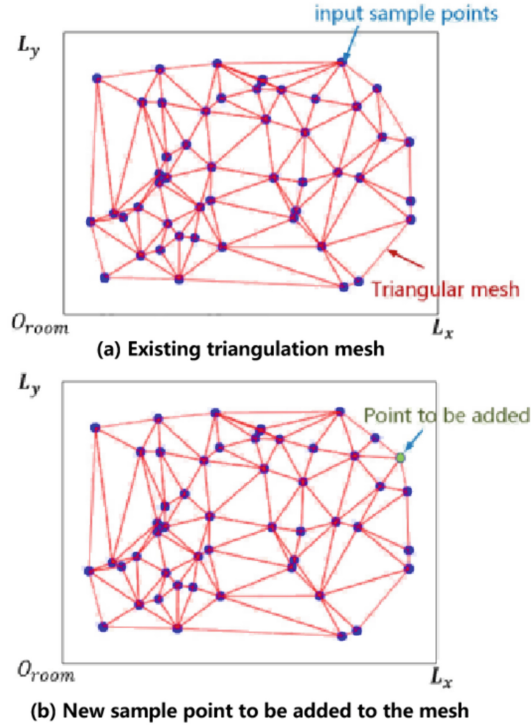 input sample points
L_y
Triangular mesh
O_room
L_x
(a) Existing triangulation mesh
L_y
Point to be added
O_room
L_x
(b) New sample point to be added to the mesh